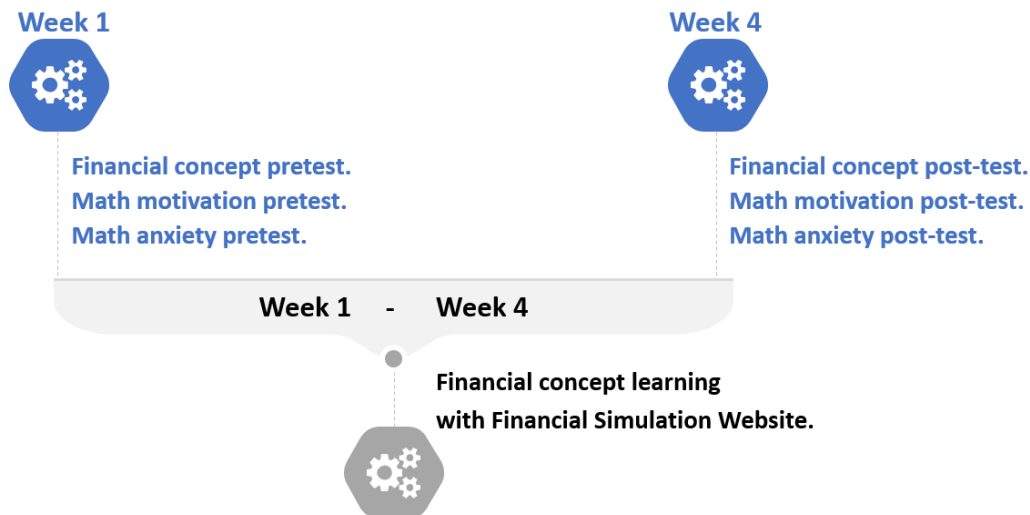 Week 1
Week 4
Financial concept pretest.
Math motivation pretest.
Math anxiety pretest.
Financial concept post-test.
Math motivation post-test.
Math anxiety post-test.
Week 1 - Week 4
Financial concept learning
with Financial Simulation Website.